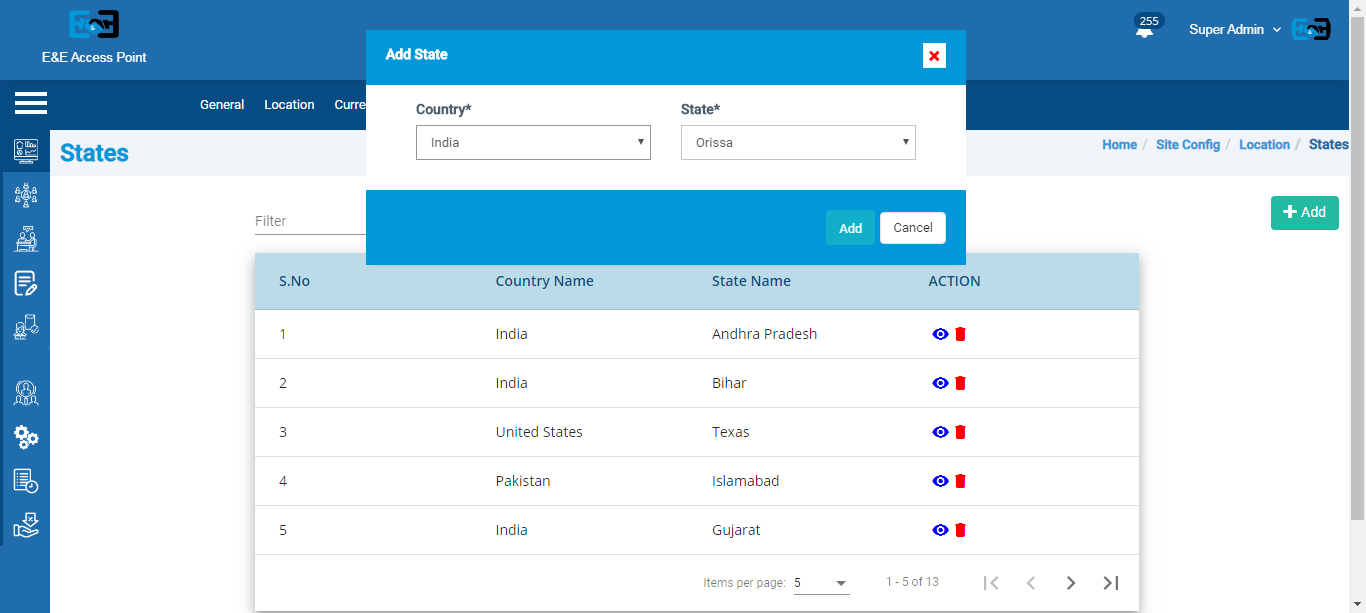 E&E
255
Super Admin
E&E
E&E Access Point
Add State
General Location Curre
Country* State*
India Orissa
States
Home / Site Config / Location / States
Filter
Add
Add Cancel
S.No Country Name State Name ACTION
1 India Andhra Pradesh
2 India Bihar
3 United States Texas
4 Pakistan Islamabad
5 India Gujarat
Items per page: 5 1 - 5 of 13